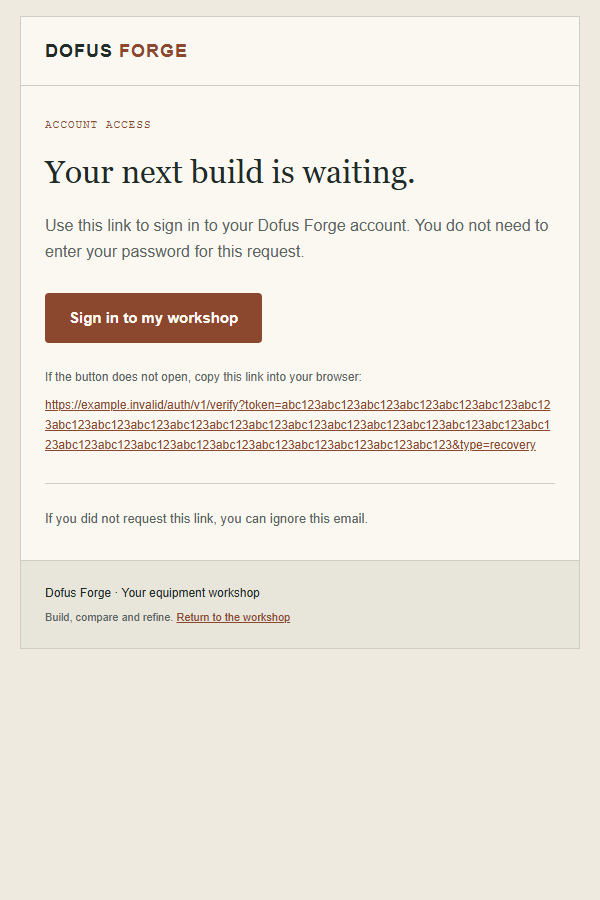 DOFUS FORGE
ACCOUNT ACCESS
Your next build is waiting.
Use this link to sign in to your Dofus Forge account. You do not need to
enter your password for this request.
Sign in to my workshop
If the button does not open, copy this link into your browser:
https://example.invalid/auth/v1/verify?token=abc123abc123abc123abc123abc123abc123abc12
3abc123abc123abc123abc123abc123abc123abc123abc123abc123abc123abc123abc123abc1
23abc123abc123abc123abc123abc123abc123abc123abc123abc123abc123&type=recovery
If you did not request this link, you can ignore this email.
Dofus Forge · Your equipment workshop
Build, compare and refine. Return to the workshop